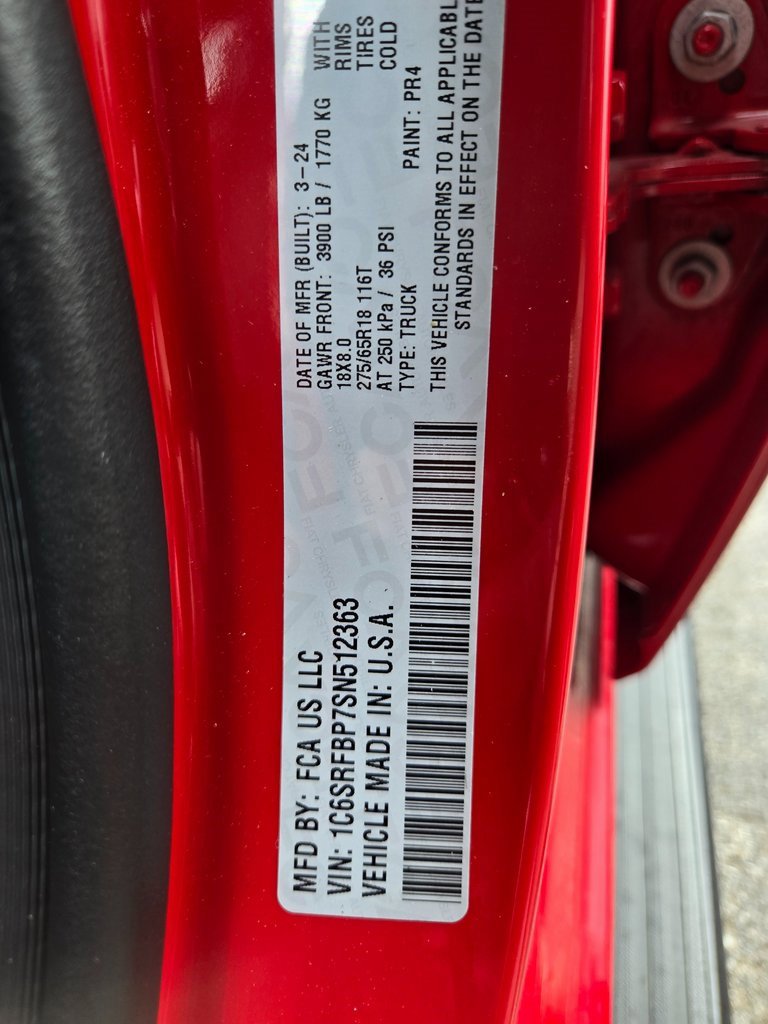 MFD BY: FCA US LLC
VIN: 1C6SRFBP7SN512363
VEHICLE MADE IN: U.S.A.
DATE OF MFR (BUILT): 3-24
GAWR FRONT: 3900 LB / 1770 KG WITH
18X8.0 RIMS
275/65R18 116T TIRES
AT 250 kPa / 36 PSI COLD
TYPE: TRUCK PAINT: PR4
THIS VEHICLE CONFORMS TO ALL APPLICABL
STANDARDS IN EFFECT ON THE DATE